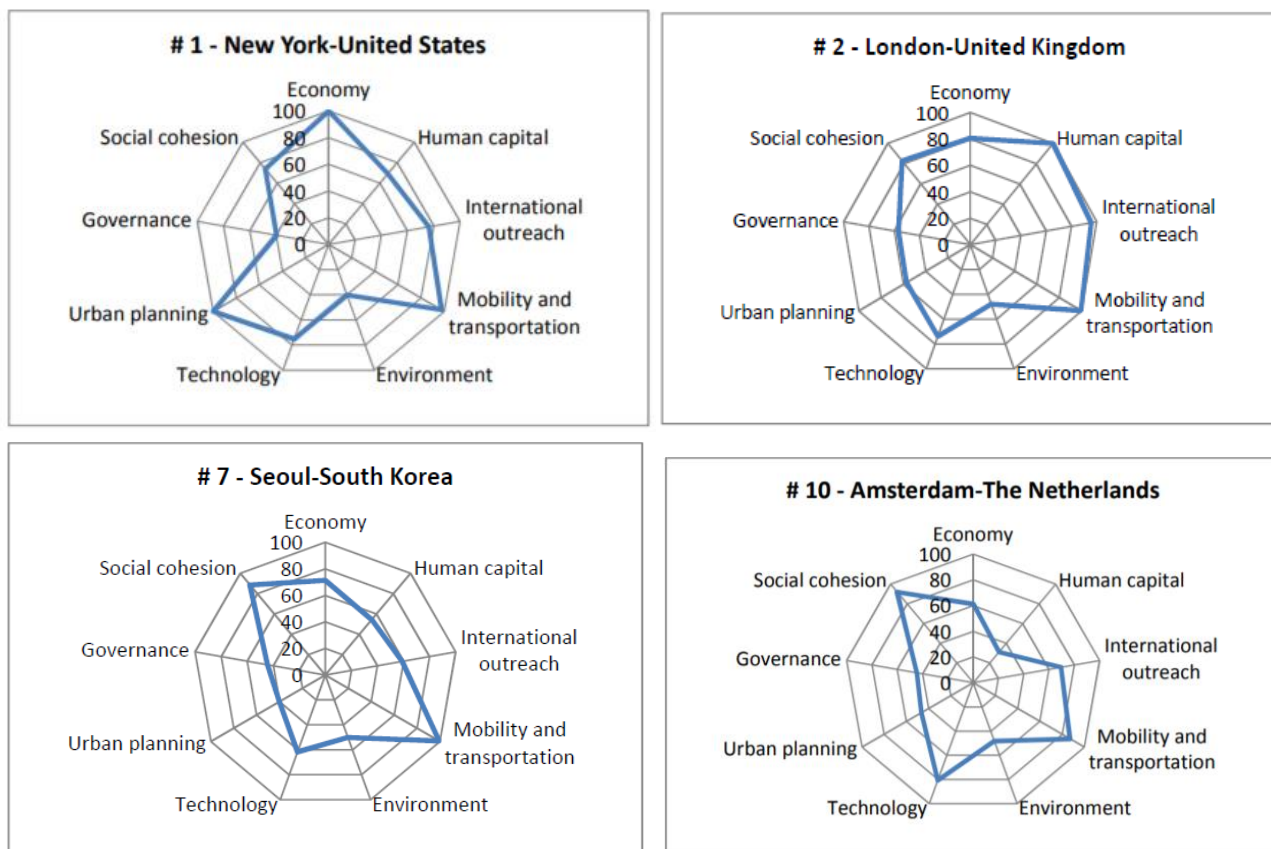 # 1 - New York-United States
Economy
100
Social cohesion
Human capital
80
60
40
International
outreach
Governance
20
0
Urban planning
Mobility and
transportation
Technology
Environment
# 2 - London-United Kingdom
Economy
100
Social cohesion
Human capital
80
60
40
International
outreach
Governance
20
0
Urban planning
Mobility and
transportation
Technology
Environment
# 7 - Seoul-South Korea
Economy
100
Social cohesion
Human capital
80
60
40
International
outreach
Governance
20
0
Urban planning
Mobility and
transportation
Technology
Environment
# 10 - Amsterdam-The Netherlands
Economy
100
Social cohesion
Human capital
80
60
40
International
outreach
Governance
20
0
Urban planning
Mobility and
transportation
Technology
Environment